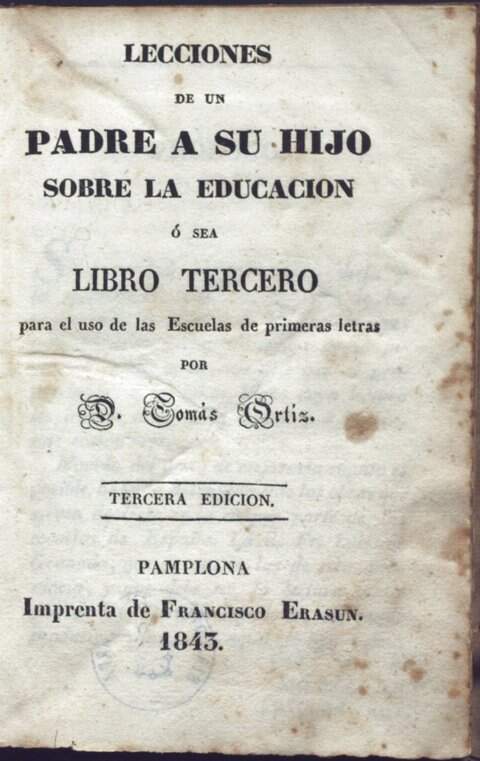 LECCIONES
DE UN
PADRE A SU HIJO
SOBRE LA EDUCACION
ó SEA
LIBRO TERCERO
para el uso de las Escuelas de primeras letras
POR
D. Tomás Ortiz.
TERCERA EDICION.
PAMPLONA
Imprenta de FRANCISCO ERASUN.
1843.